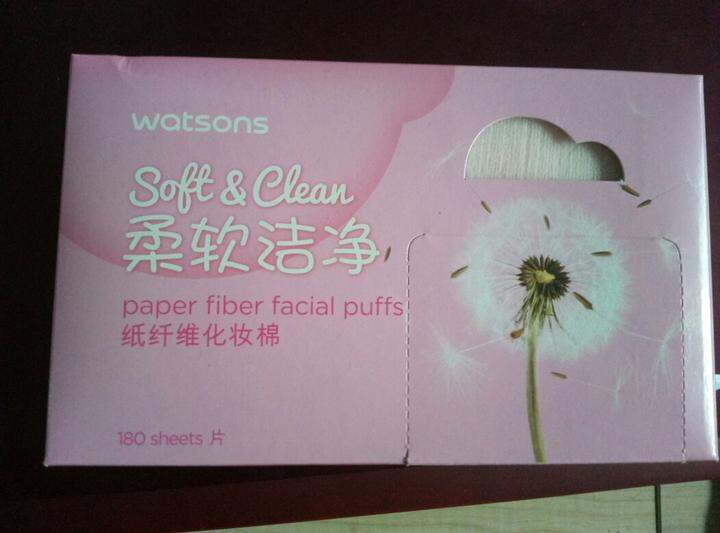 watsons
Soft & Clean
柔软洁净
paper fiber facial puffs
纸纤维化妆棉
180 sheets 片